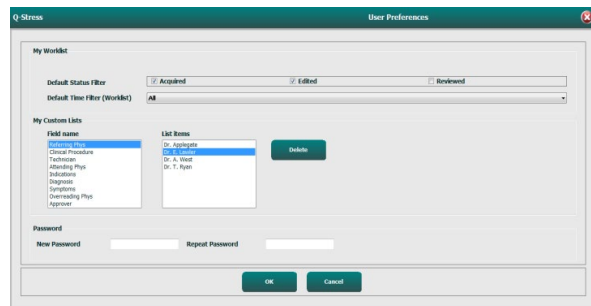 Q-Stress User Preferences
My Worklist
Default Status Filter Acquired Edited Reviewed
Default Time Filter (Worklist) All
My Custom Lists
Field name List items
Referring Phys Dr. Applegate
Clinical Procedure Dr. E. Lawler
Technician Dr. A. West
Attending Phys Dr. T. Ryan
Indications
Diagnosis
Symptoms
Overreading Phys
Approver
Delete
Password
New Password Repeat Password
OK Cancel